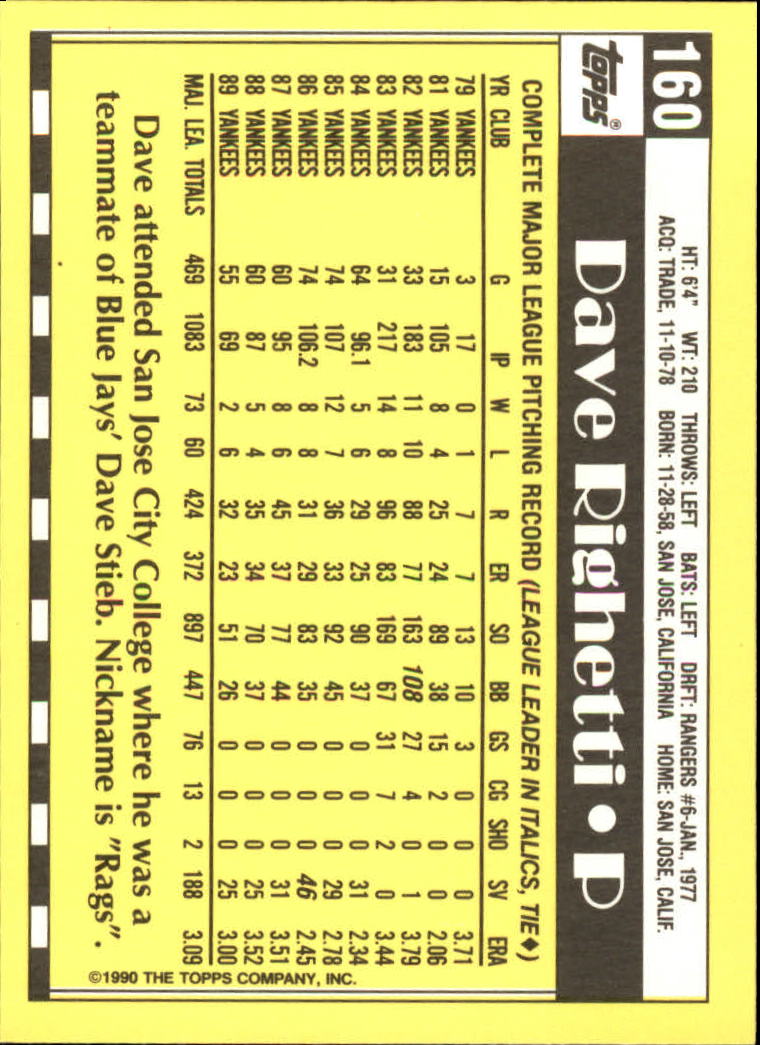 160
HT: 6'4" WT: 210 THROWS: LEFT BATS: LEFT DRFT: RANGERS #6-JAN., 1977
ACQ: TRADE, 11-10-78 BORN: 11-28-58, SAN JOSE, CALIFORNIA HOME: SAN JOSE, CALIF.
topps®
Dave Righetti • P
COMPLETE MAJOR LEAGUE PITCHING RECORD (LEAGUE LEADER IN ITALICS, TIE♦)
YR CLUB G IP W L R ER SO BB GS CG SHO SV ERA
79 YANKEES 3 17 0 1 7 7 13 10 3 0 0 0 3.71
81 YANKEES 15 105 8 4 25 24 89 38 15 2 0 0 2.06
82 YANKEES 33 183 11 10 88 77 163 108 27 4 0 1 3.79
83 YANKEES 31 217 14 8 96 83 169 67 31 7 2 0 3.44
84 YANKEES 64 96.1 5 6 29 25 90 37 0 0 0 31 2.34
85 YANKEES 74 107 12 7 36 33 92 45 0 0 0 29 2.78
86 YANKEES 74 106.2 8 8 31 29 83 35 0 0 0 46 2.45
87 YANKEES 60 95 8 6 45 37 77 44 0 0 0 31 3.51
88 YANKEES 60 87 5 4 35 34 70 37 0 0 0 25 3.52
89 YANKEES 55 69 2 6 32 23 51 26 0 0 0 25 3.00
MAJ. LEA. TOTALS 469 1083 73 60 424 372 897 447 76 13 2 188 3.09
Dave attended San Jose City College where he was a
teammate of Blue Jays' Dave Stieb. Nickname is "Rags".
©1990 THE TOPPS COMPANY, INC.